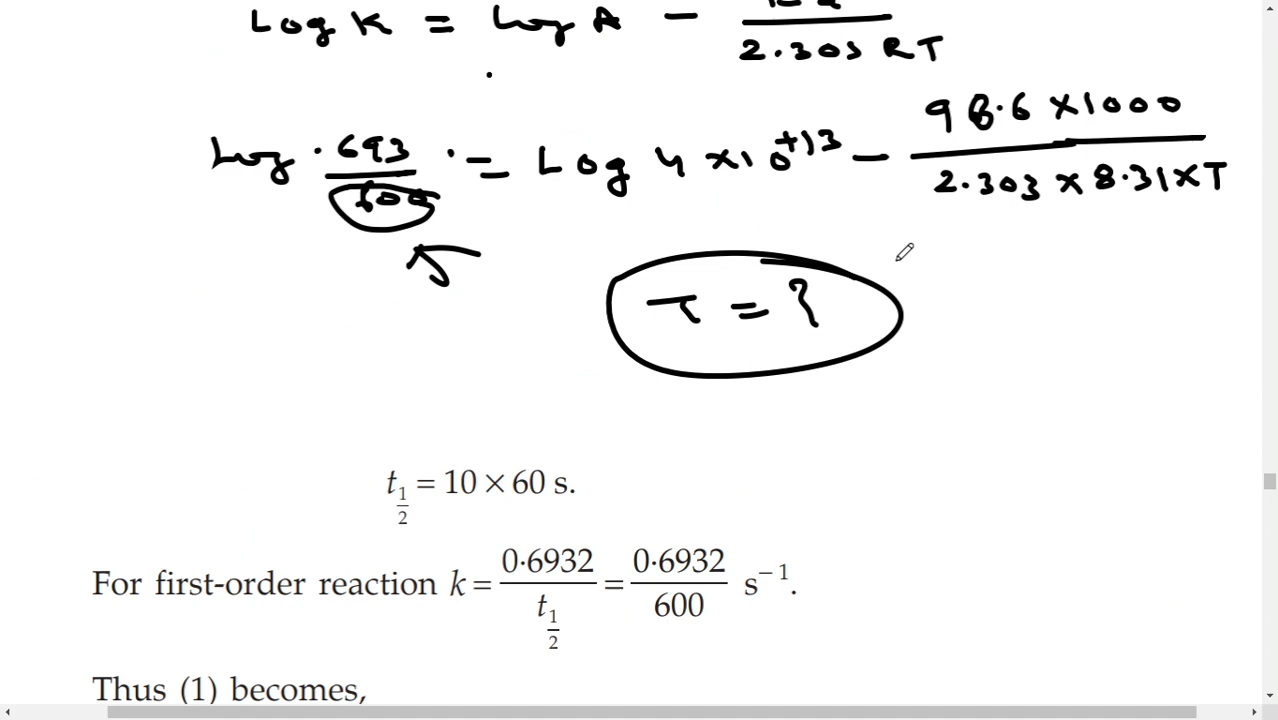 Log K = Log A - 
2.303 RT
98.6 x 1000
Log .693 = Log 4 x 10+13 -
600
2.303 x 8.31 x T
T = ?
t1/2 = 10 × 60 s.
For first-order reaction k = 0·6932 / t1/2 = 0·6932 / 600 s− 1.
Thus (1) becomes,